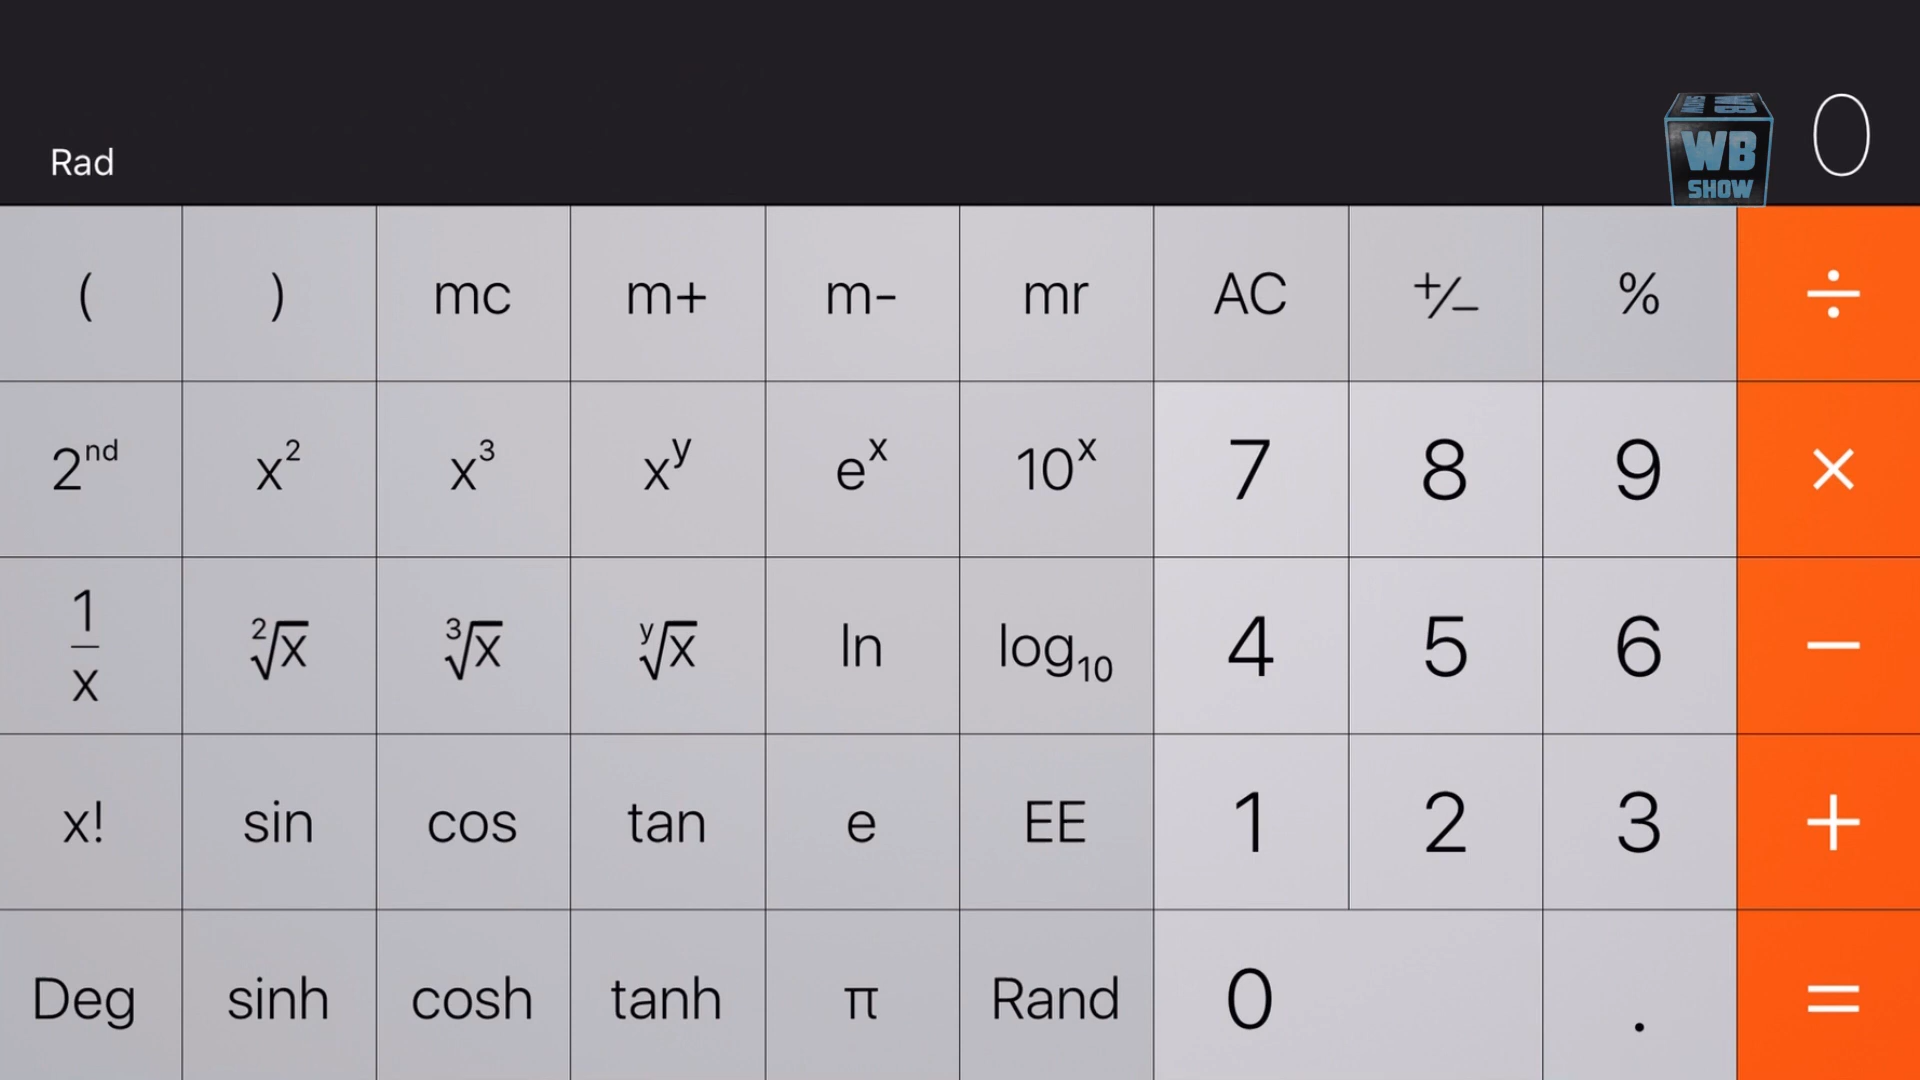 0
WB
SHOW
Rad
( ) mc m+ m- mr AC +/− % ÷
2nd x² x³ xʸ eˣ 10ˣ 7 8 9 ×
1/x ²√x ³√x ʸ√x ln log₁₀ 4 5 6 −
x! sin cos tan e EE 1 2 3 +
Deg sinh cosh tanh π Rand 0 . =